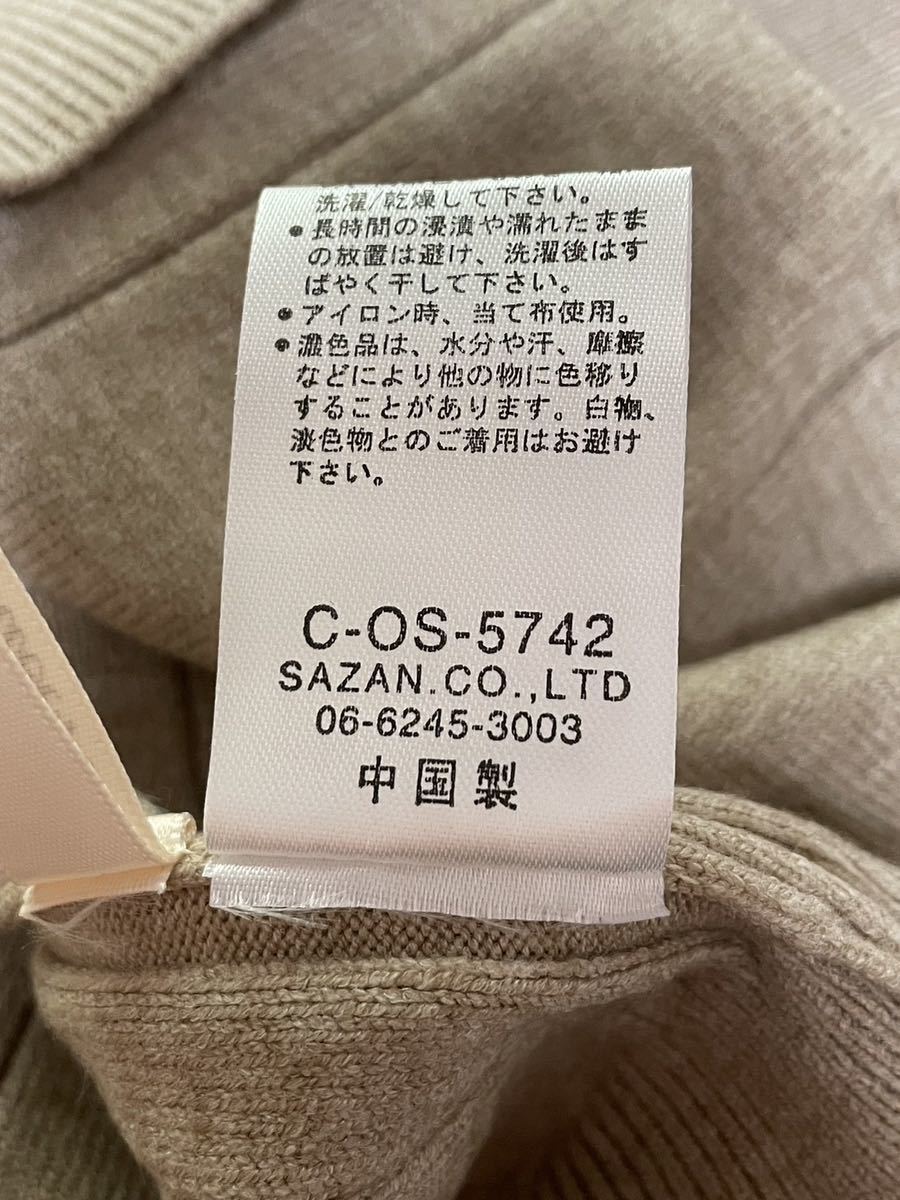 洗濯/乾燥して下さい。
●長時間の浸漬や濡れたまま
の放置は避け、洗濯後はす
ばやく干して下さい。
●アイロン時、当て布使用。
●濃色品は、水分や汗、摩擦
などにより他の物に色移り
することがあります。白物、
淡色物とのご着用はお避け
下さい。
C-OS-5742
SAZAN.CO.,LTD
06-6245-3003
中国製